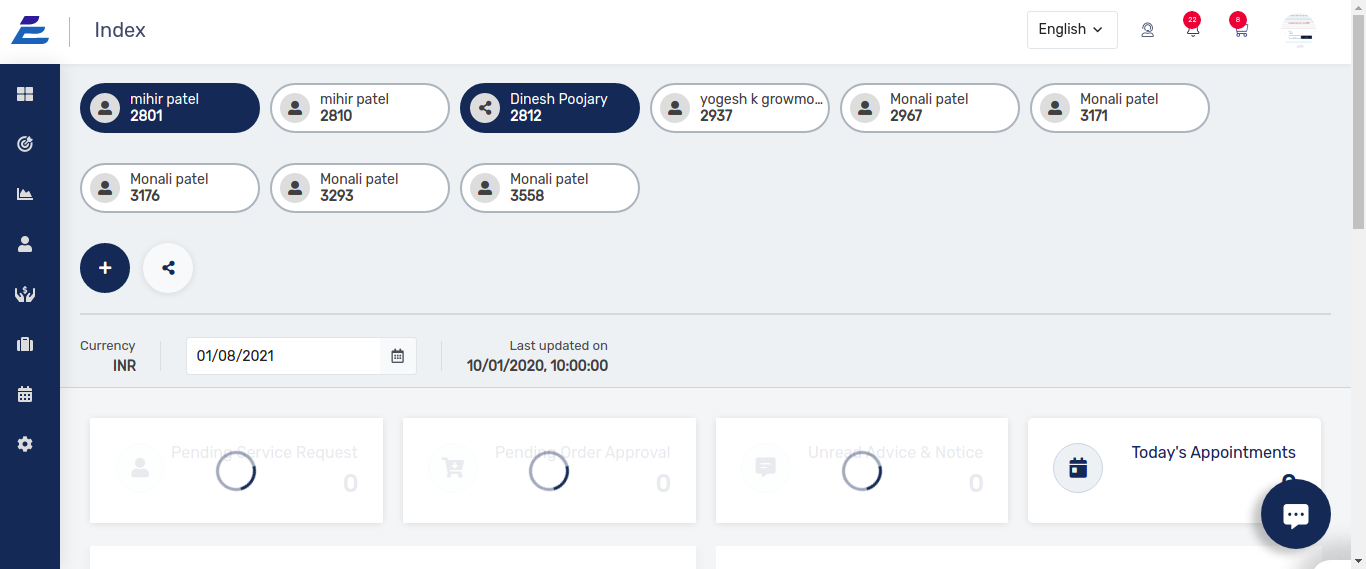 Index
English
22
8
mihir patel
2801
mihir patel
2810
Dinesh Poojary
2812
yogesh k growmo...
2937
Monali patel
2967
Monali patel
3171
Monali patel
3176
Monali patel
3293
Monali patel
3558
Currency
INR
01/08/2021
Last updated on
10/01/2020, 10:00:00
Pending Service Request
0
Pending Order Approval
0
Unread Advice & Notice
0
Today's Appointments